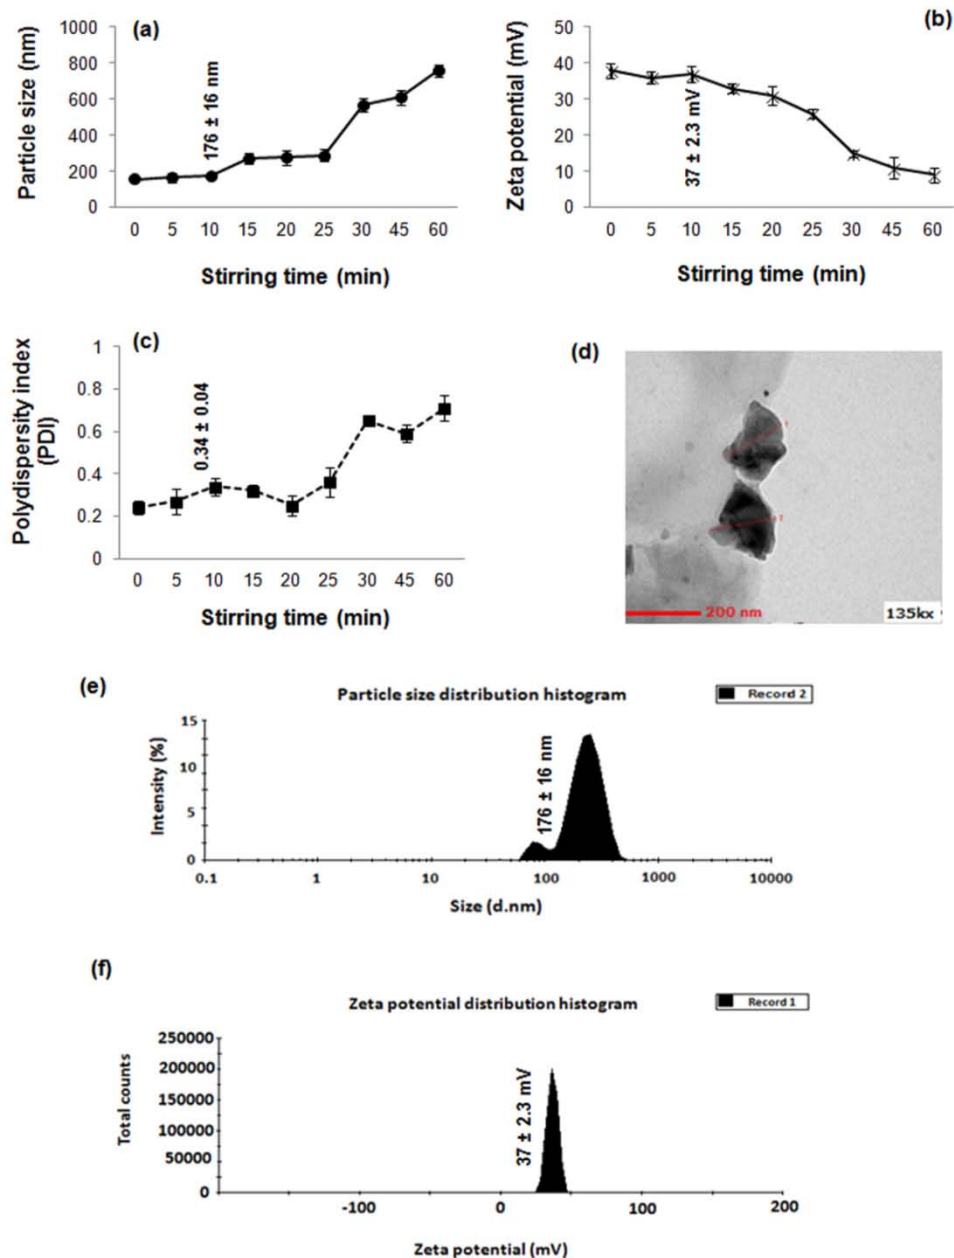 (a)
Particle size (nm)
1000
800
600
400
200
0
176 ± 16 nm
0 5 10 15 20 25 30 45 60
Stirring time (min)
(b)
Zeta potential (mV)
50
40
30
20
10
0
37 ± 2.3 mV
0 5 10 15 20 25 30 45 60
Stirring time (min)
(c)
Polydispersity index
(PDI)
1
0.8
0.6
0.4
0.2
0
0.34 ± 0.04
0 5 10 15 20 25 30 45 60
Stirring time (min)
(d)
200 nm
135kx
(e)
Particle size distribution histogram
Record 2
Intensity (%)
15
10
5
0
176 ± 16 nm
0.1 1 10 100 1000 10000
Size (d.nm)
(f)
Zeta potential distribution histogram
Record 1
Total counts
250000
200000
150000
100000
50000
0
37 ± 2.3 mV
-100 0 100 200
Zeta potential (mV)